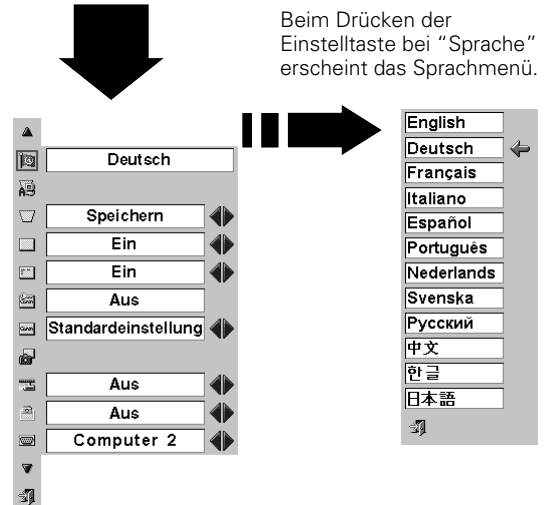 Beim Drücken der
Einstelltaste bei “Sprache”
erscheint das Sprachmenü.
Deutsch
Speichern
Ein
Ein
Aus
Standardeinstellung
Aus
Aus
Computer 2
English
Deutsch
Français
Italiano
Español
Português
Nederlands
Svenska
Русский
中文
한글
日本語